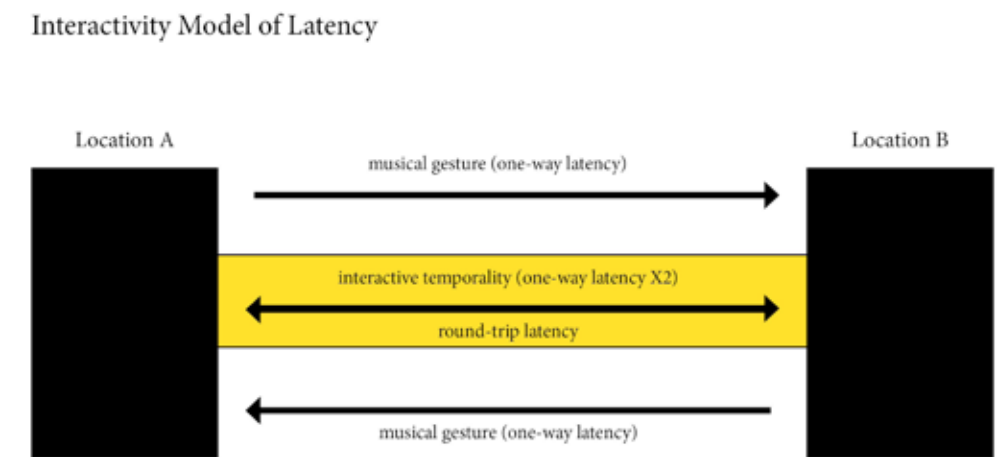 Interactivity Model of Latency
Location A
Location B
musical gesture (one-way latency)
interactive temporality (one-way latency X2)
round-trip latency
musical gesture (one-way latency)